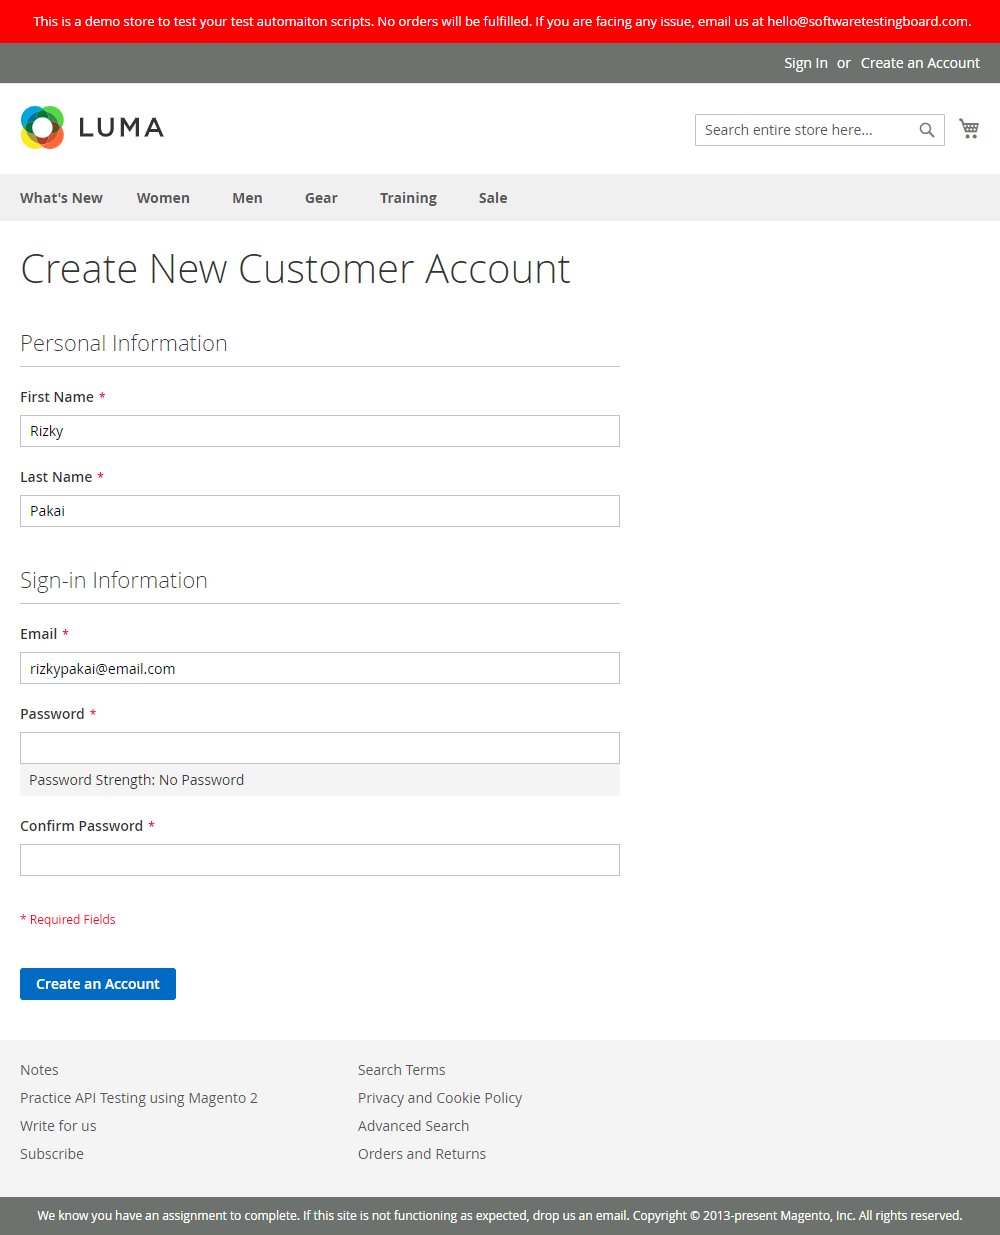 This is a demo store to test your test automaiton scripts. No orders will be fulfilled. If you are facing any issue, email us at hello@softwaretestingboard.com.
Sign In or Create an Account
LUMA
Search entire store here...
What's New Women Men Gear Training Sale
Create New Customer Account
Personal Information
First Name *
Rizky
Last Name *
Pakai
Sign-in Information
Email *
rizkypakai@email.com
Password *
Password Strength: No Password
Confirm Password *
* Required Fields
Create an Account
Notes
Practice API Testing using Magento 2
Write for us
Subscribe
Search Terms
Privacy and Cookie Policy
Advanced Search
Orders and Returns
We know you have an assignment to complete. If this site is not functioning as expected, drop us an email. Copyright © 2013-present Magento, Inc. All rights reserved.